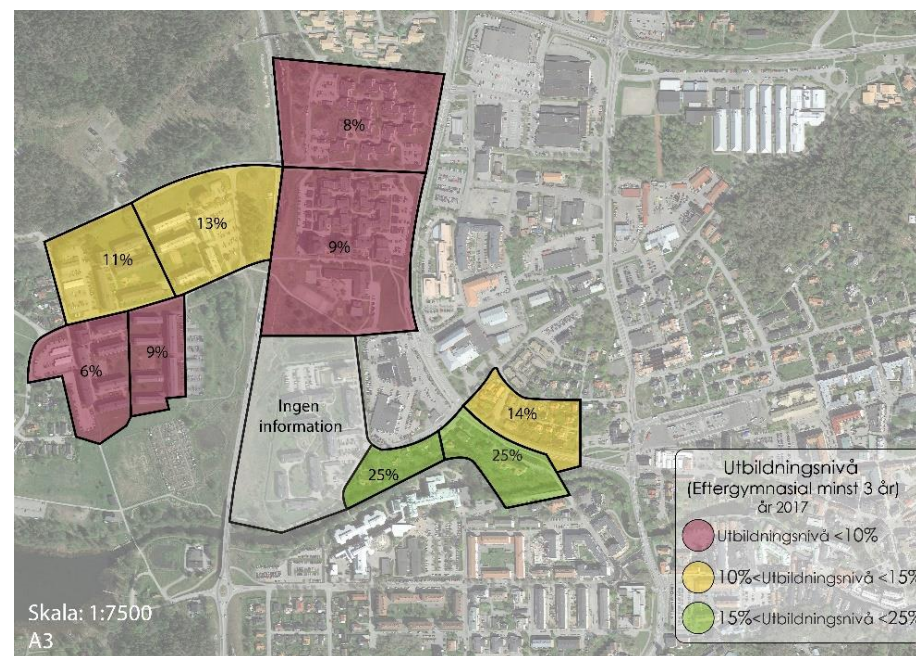 8%
13%
9%
11%
6%
9%
Ingen
information
14%
25%
25%
Utbildningsnivå
(Eftergymnasial minst 3 år)
år 2017
Utbildningsnivå <10%
10%<Utbildningsnivå <15%
15%<Utbildningsnivå <25%
Skala: 1:7500
A3